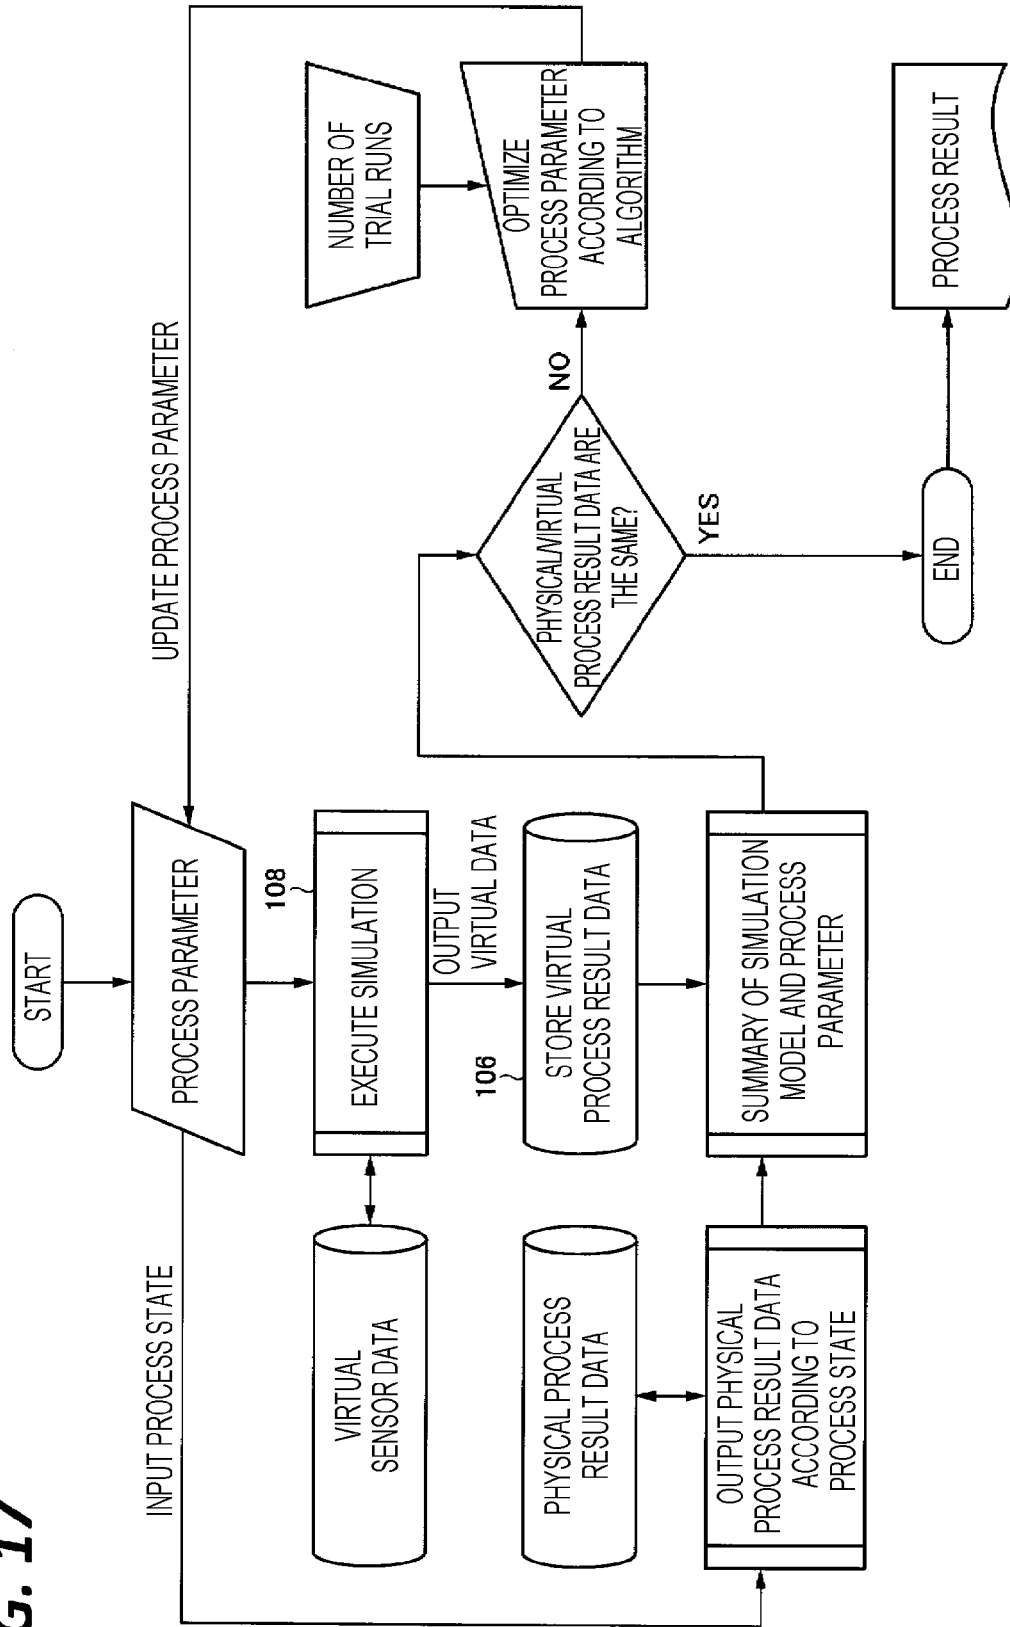 G. 17
START
PROCESS PARAMETER
UPDATE PROCESS PARAMETER
INPUT PROCESS STATE
108
EXECUTE SIMULATION
VIRTUAL
SENSOR DATA
OUTPUT
VIRTUAL DATA
106
STORE VIRTUAL
PROCESS RESULT DATA
PHYSICAL PROCESS
RESULT DATA
OUTPUT PHYSICAL
PROCESS RESULT DATA
ACCORDING TO
PROCESS STATE
SUMMARY OF SIMULATION
MODEL AND PROCESS
PARAMETER
PHYSICAL/VIRTUAL
PROCESS RESULT DATA ARE
THE SAME?
NO
YES
NUMBER OF
TRIAL RUNS
OPTIMIZE
PROCESS PARAMETER
ACCORDING TO
ALGORITHM
END
PROCESS RESULT